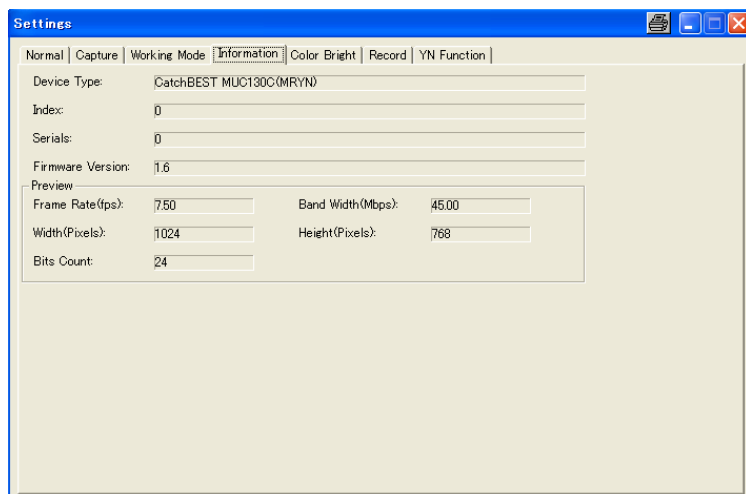 Settings
Normal Capture Working Mode Information Color Bright Record YN Function
Device Type: CatchBEST MUC130C(MRYN)
Index: 0
Serials: 0
Firmware Version: 1.6
Preview
Frame Rate(fps): 7.50 Band Width(Mbps): 45.00
Width(Pixels): 1024 Height(Pixels): 768
Bits Count: 24